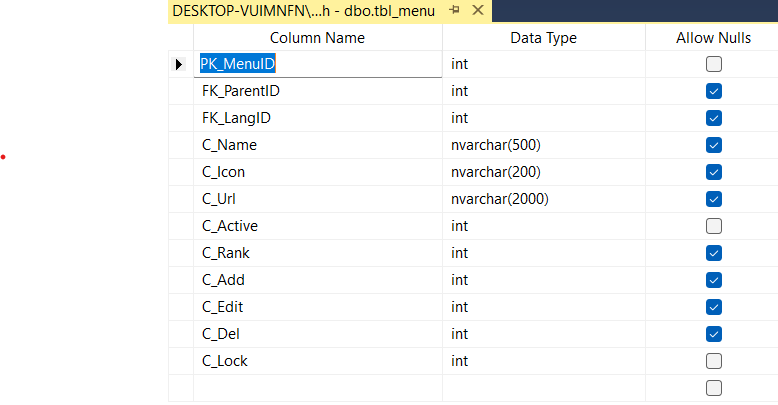 DESKTOP-VUIMNFN\...h - dbo.tbl_menu
Column Name Data Type Allow Nulls
PK_MenuID int
FK_ParentID int
FK_LangID int
C_Name nvarchar(500)
C_Icon nvarchar(200)
C_Url nvarchar(2000)
C_Active int
C_Rank int
C_Add int
C_Edit int
C_Del int
C_Lock int